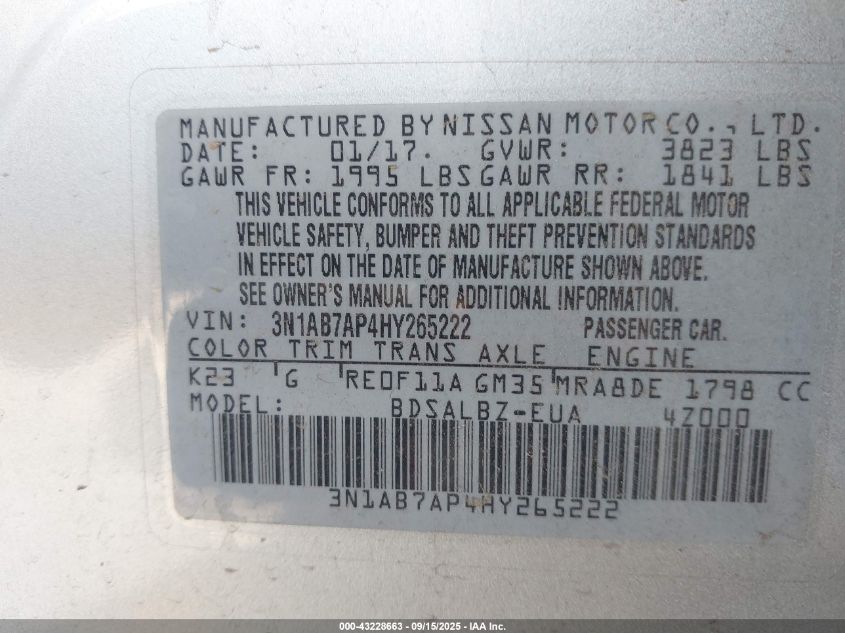 MANUFACTURED BY NISSAN MOTOR CO., LTD.
DATE: 01/17. GVWR: 3823 LBS
GAWR FR: 1995 LBS GAWR RR: 1841 LBS
THIS VEHICLE CONFORMS TO ALL APPLICABLE FEDERAL MOTOR
VEHICLE SAFETY, BUMPER AND THEFT PREVENTION STANDARDS
IN EFFECT ON THE DATE OF MANUFACTURE SHOWN ABOVE.
SEE OWNER'S MANUAL FOR ADDITIONAL INFORMATION.
VIN: 3N1AB7AP4HY265222 PASSENGER CAR.
COLOR TRIM TRANS AXLE ENGINE
K23 G RE0F11A GM35 MRA8DE 1798 CC
MODEL: BDSALBZ-EUA 4Z000
3N1AB7AP4HY265222
000-43228663 - 09/15/2025 - IAA Inc.